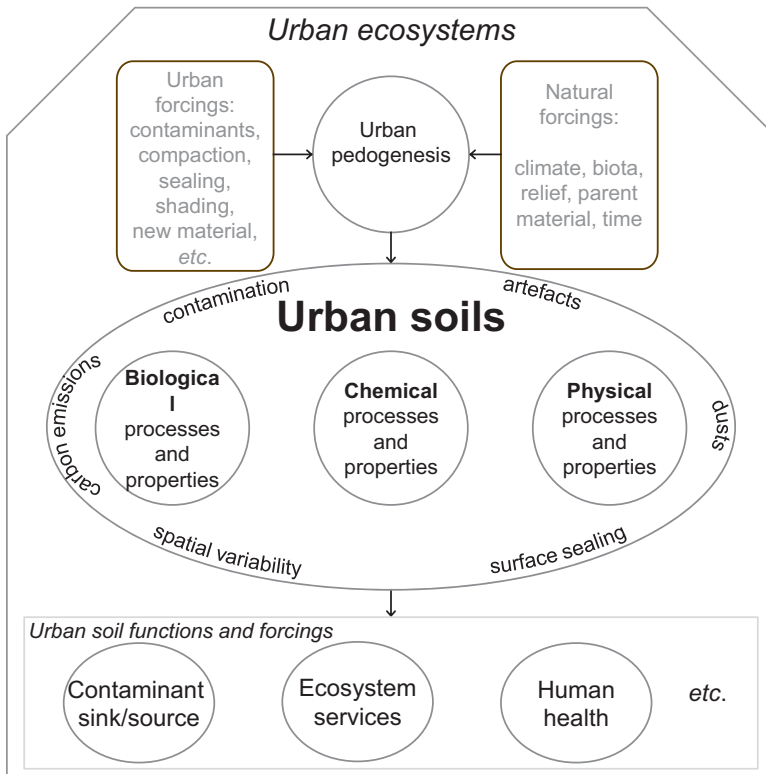 Urban ecosystems
Urban
forcings:
contaminants,
compaction,
sealing,
shading,
new material,
etc.
Urban
pedogenesis
Natural
forcings:
climate, biota,
relief, parent
material, time
contamination
artefacts
Urban soils
carbon emissions
Biologica
l
processes
and
properties
Chemical
processes
and
properties
Physical
processes
and
properties
dusts
spatial variability
surface sealing
Urban soil functions and forcings
Contaminant
sink/source
Ecosystem
services
Human
health
etc.